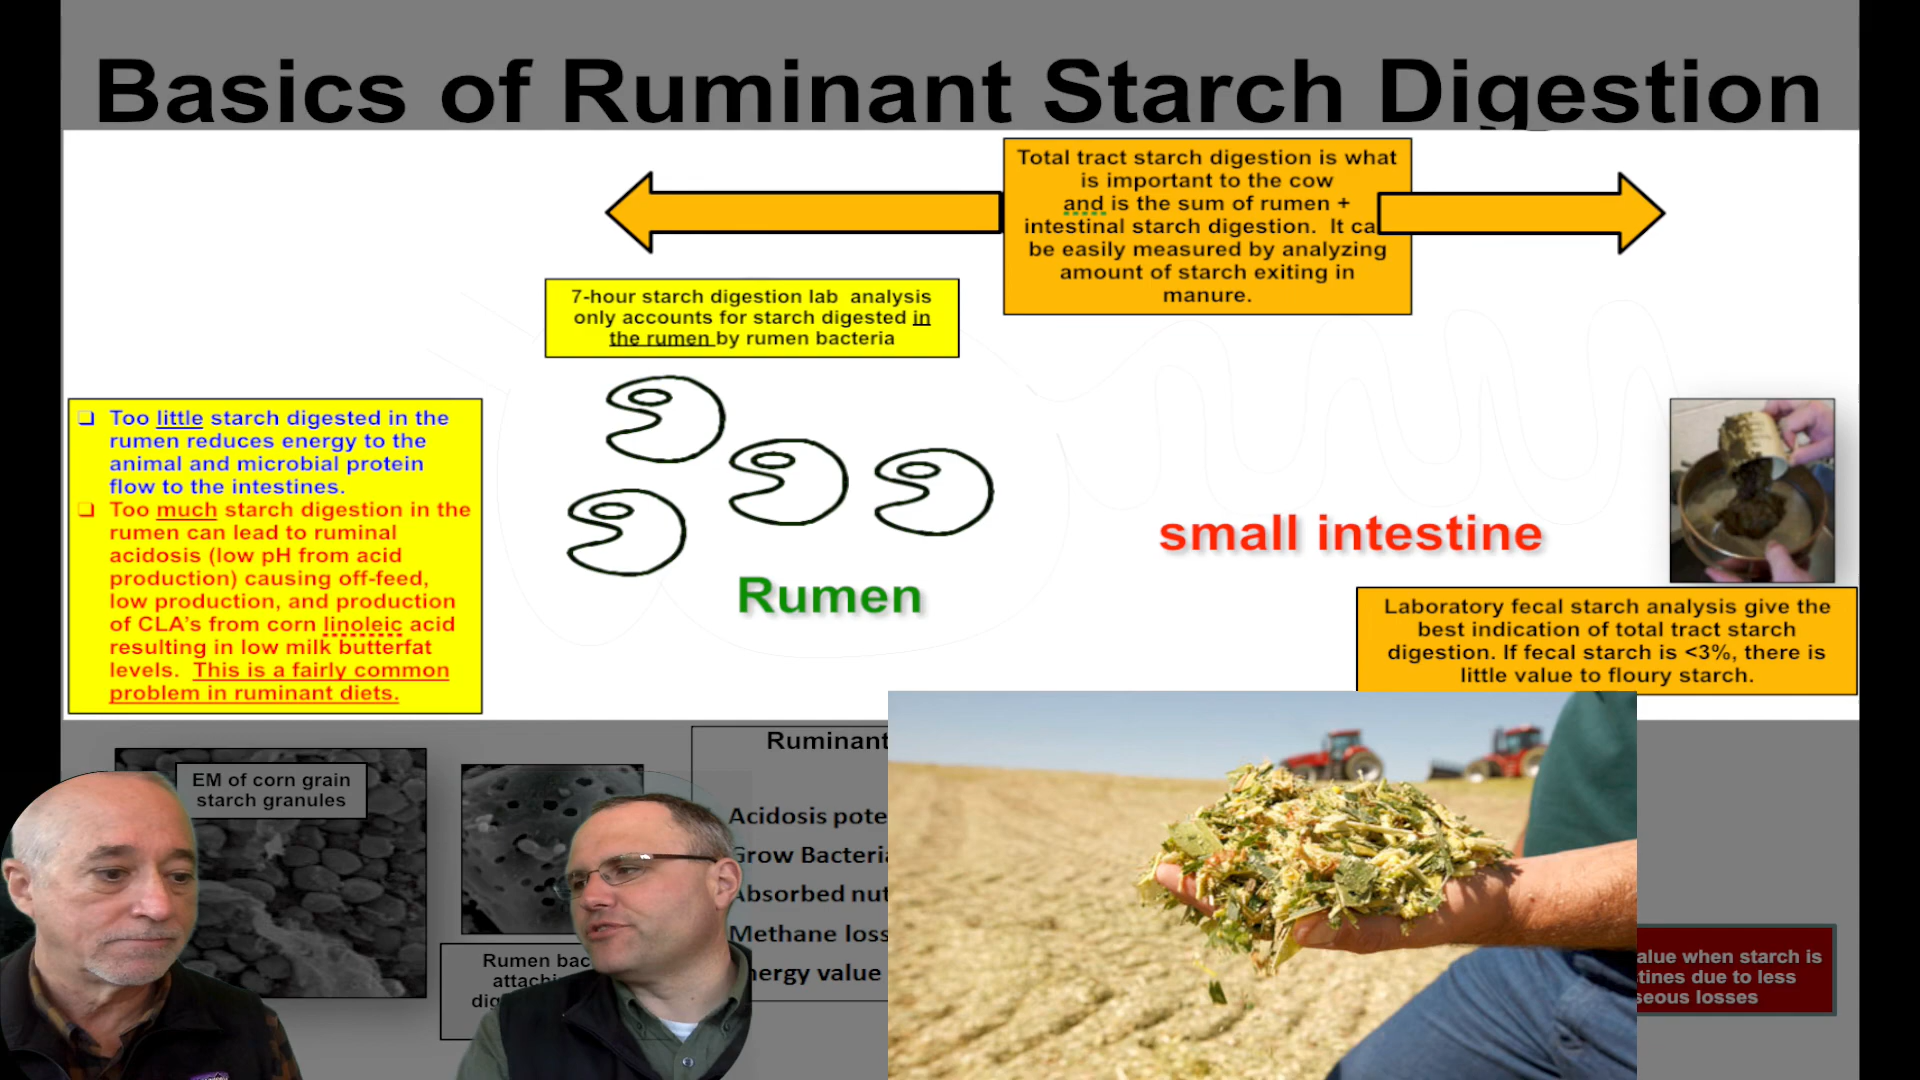 Basics of Ruminant Starch Digestion
Total tract starch digestion is what
is important to the cow
and is the sum of rumen +
intestinal starch digestion. It ca
be easily measured by analyzing
amount of starch exiting in
manure.
7-hour starch digestion lab analysis
only accounts for starch digested in
the rumen by rumen bacteria
❑ Too little starch digested in the
rumen reduces energy to the
animal and microbial protein
flow to the intestines.
❑ Too much starch digestion in the
rumen can lead to ruminal
acidosis (low pH from acid
production) causing off-feed,
low production, and production
of CLA's from corn linoleic acid
resulting in low milk butterfat
levels. This is a fairly common
problem in ruminant diets.
Rumen
small intestine
Laboratory fecal starch analysis give the
best indication of total tract starch
digestion. If fecal starch is <3%, there is
little value to floury starch.
EM of corn grain
starch granules
Rumen bac
attach
dig
Ruminant
Acidosis pote
Grow Bacteria
Absorbed nut
Methane loss
nergy value
alue when starch is
tines due to less
seous losses